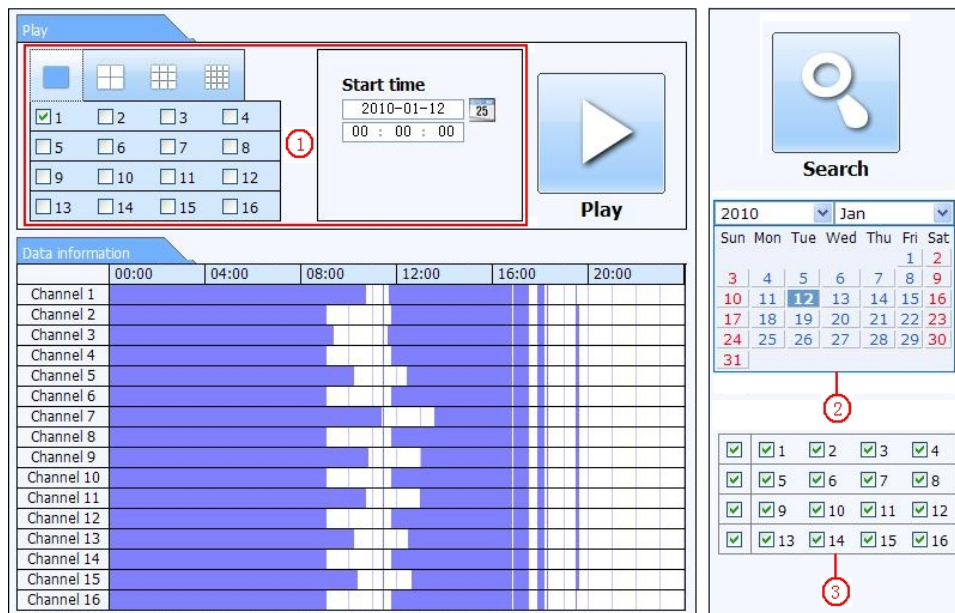 Play
1 2 3 4
5 6 7 8
9 10 11 12
13 14 15 16
1
Start time
2010-01-12 25
00 : 00 : 00
Play
Data information
00:00 04:00 08:00 12:00 16:00 20:00
Channel 1
Channel 2
Channel 3
Channel 4
Channel 5
Channel 6
Channel 7
Channel 8
Channel 9
Channel 10
Channel 11
Channel 12
Channel 13
Channel 14
Channel 15
Channel 16
Search
2010 Jan
Sun Mon Tue Wed Thu Fri Sat
1 2
3 4 5 6 7 8 9
10 11 12 13 14 15 16
17 18 19 20 21 22 23
24 25 26 27 28 29 30
31
2
1 2 3 4
5 6 7 8
9 10 11 12
13 14 15 16
3